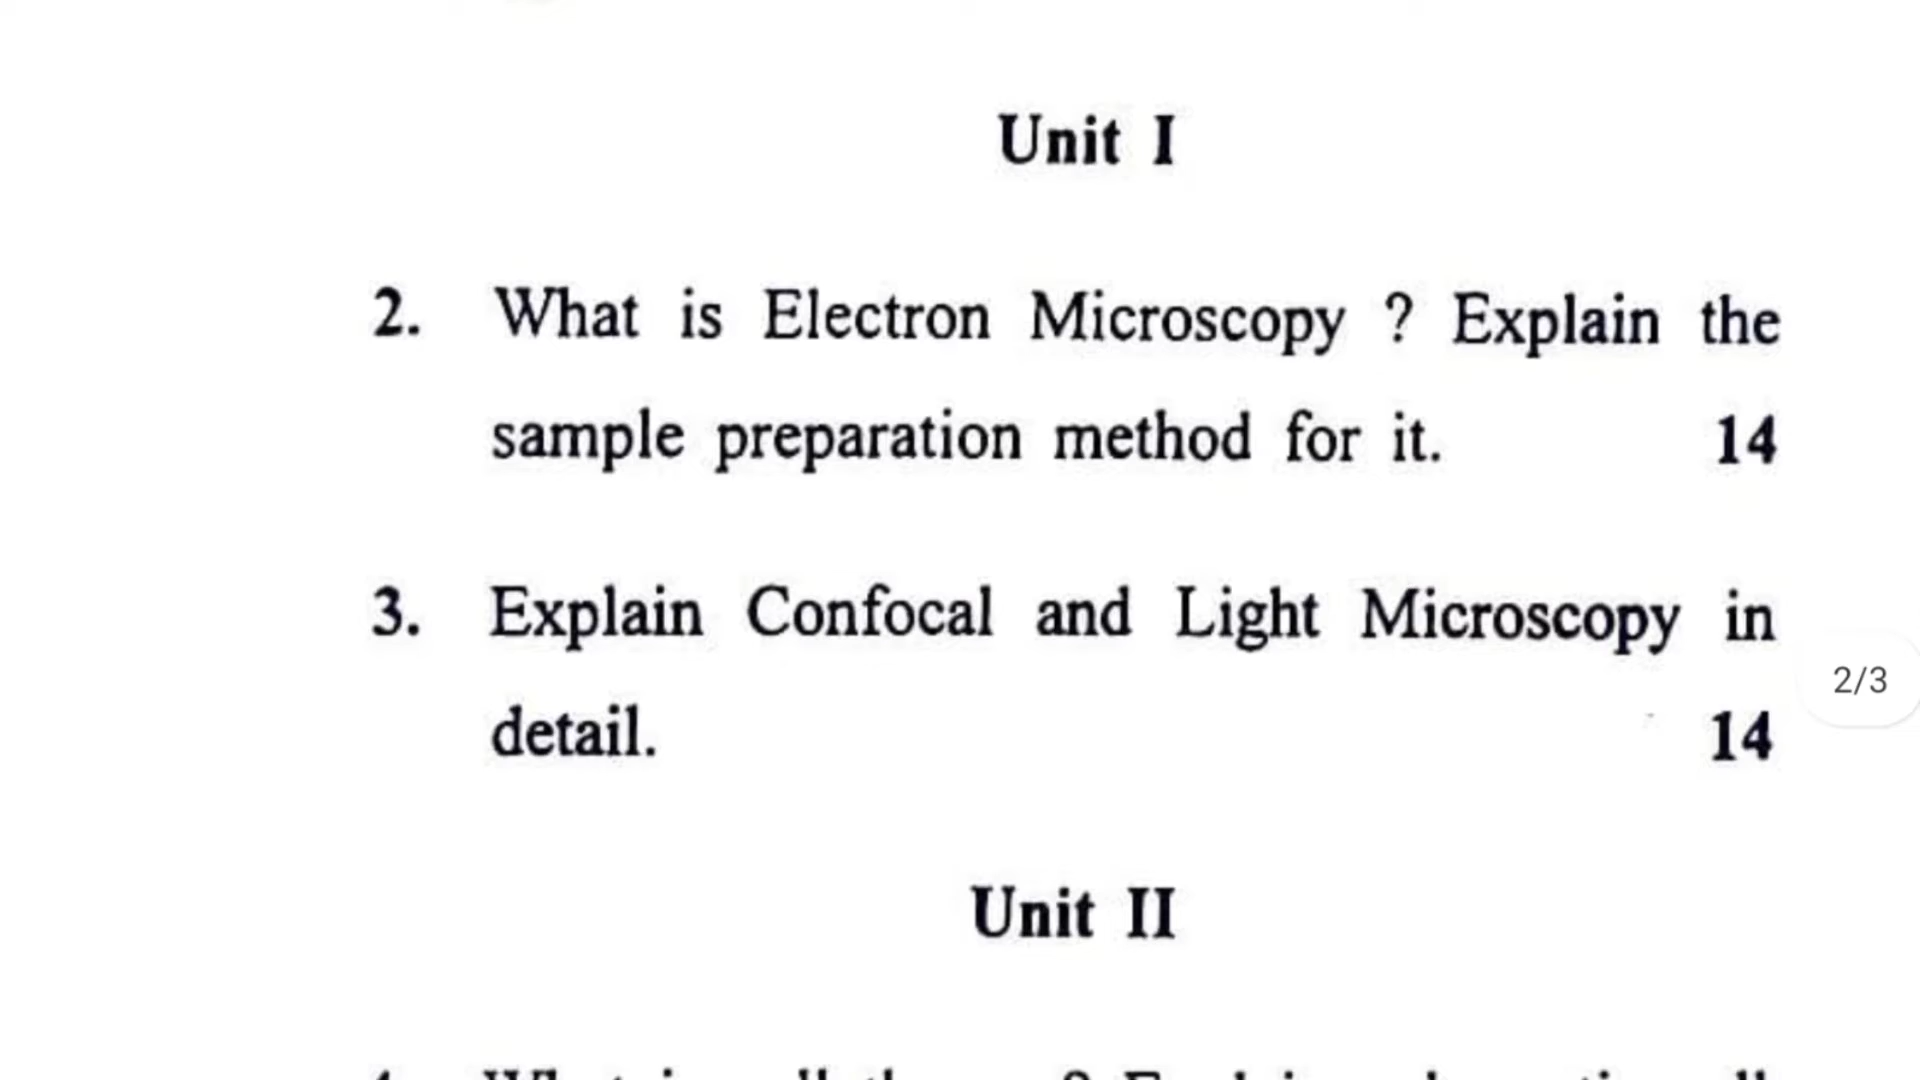 Unit I
2. What is Electron Microscopy ? Explain the
sample preparation method for it. 14
3. Explain Confocal and Light Microscopy in
detail. 14
2/3
Unit II